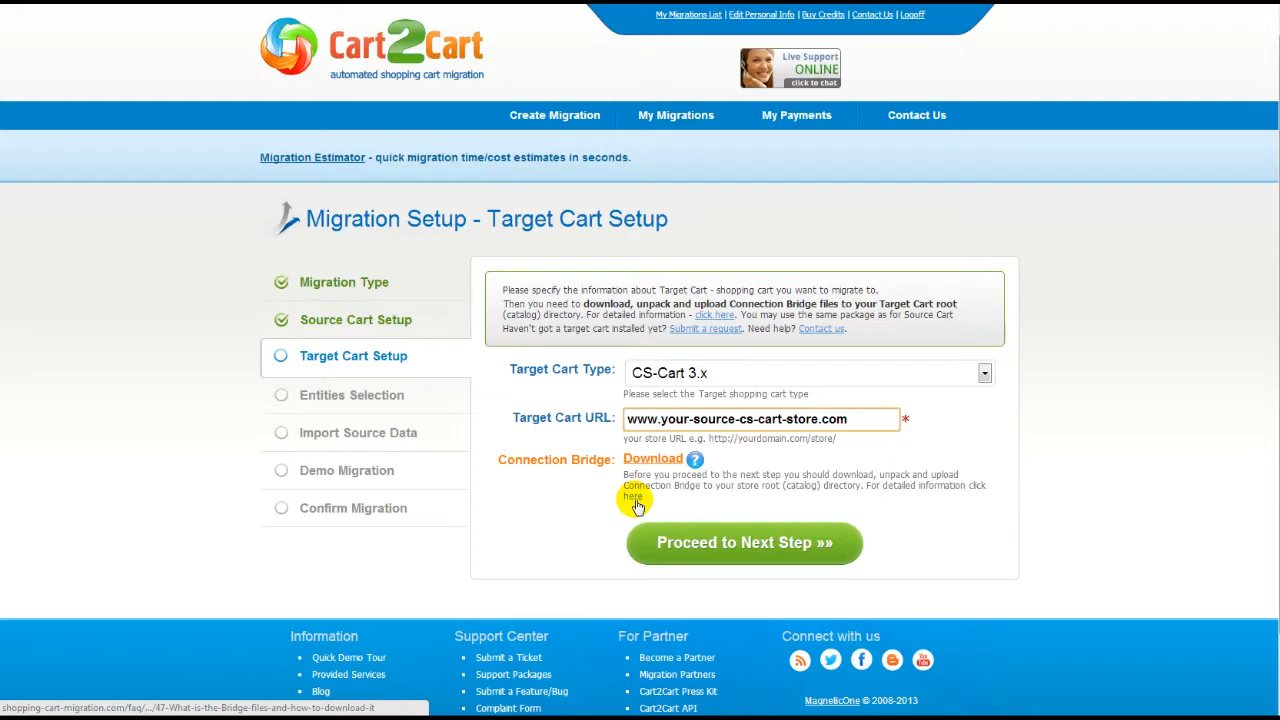 My Migrations List | Edit Personal Info | Buy Credits | Contact Us | Logoff
Cart2Cart
automated shopping cart migration
Live Support
ONLINE
click to chat
Create Migration
My Migrations
My Payments
Contact Us
Migration Estimator - quick migration time/cost estimates in seconds.
Migration Setup - Target Cart Setup
Migration Type
Source Cart Setup
Target Cart Setup
Entities Selection
Import Source Data
Demo Migration
Confirm Migration
Please specify the information about Target Cart - shopping cart you want to migrate to.
Then you need to download, unpack and upload Connection Bridge files to your Target Cart root
(catalog) directory. For detailed information - click here. You may use the same package as for Source Cart
Haven't got a target cart installed yet? Submit a request. Need help? Contact us.
Target Cart Type:
CS-Cart 3.x
Please select the Target shopping cart type
Target Cart URL:
www.your-source-cs-cart-store.com *
your store URL e.g. http://yourdomain.com/store/
Connection Bridge:
Download ?
Before you proceed to the next step you should download, unpack and upload
Connection Bridge to your store root (catalog) directory. For detailed information click
here
Proceed to Next Step »»
Information
Quick Demo Tour
Provided Services
Blog
Support Center
Submit a Ticket
Support Packages
Submit a Feature/Bug
Complaint Form
For Partner
Become a Partner
Migration Partners
Cart2Cart Press Kit
Cart2Cart API
Connect with us
You Tube
MagneticOne © 2008-2013
shopping-cart-migration.com/faq/.../47-What-is-the-Bridge-files-and-how-to-download-it